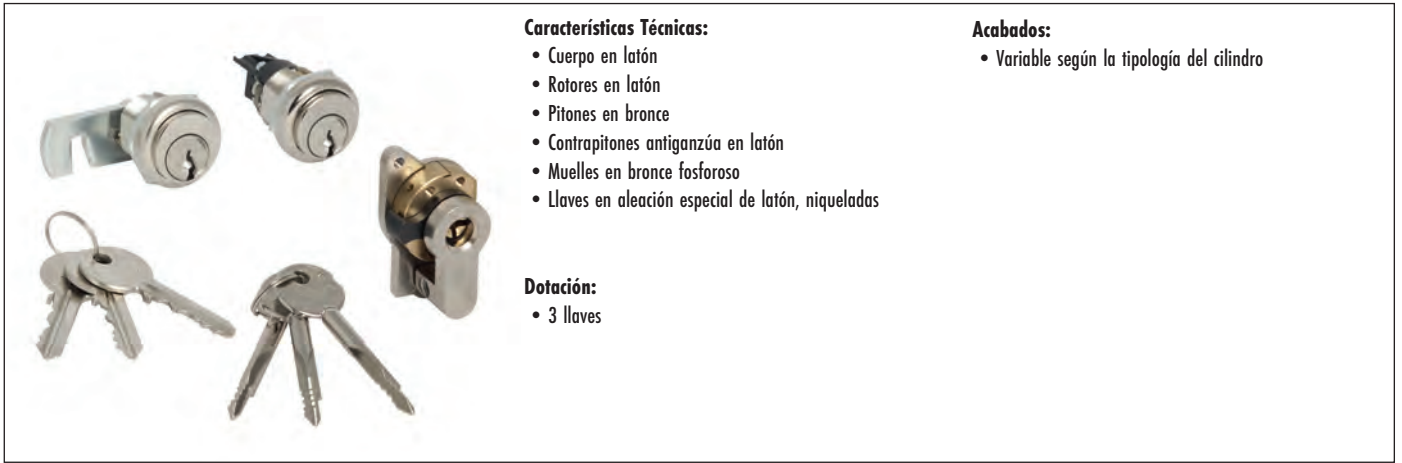 Características Técnicas:
• Cuerpo en latón
• Rotores en latón
• Pitones en bronce
• Contrapitones antiganzúa en latón
• Muelles en bronce fosforoso
• Llaves en aleación especial de latón, niqueladas
Dotación:
• 3 llaves
Acabados:
• Variable según la tipología del cilindro